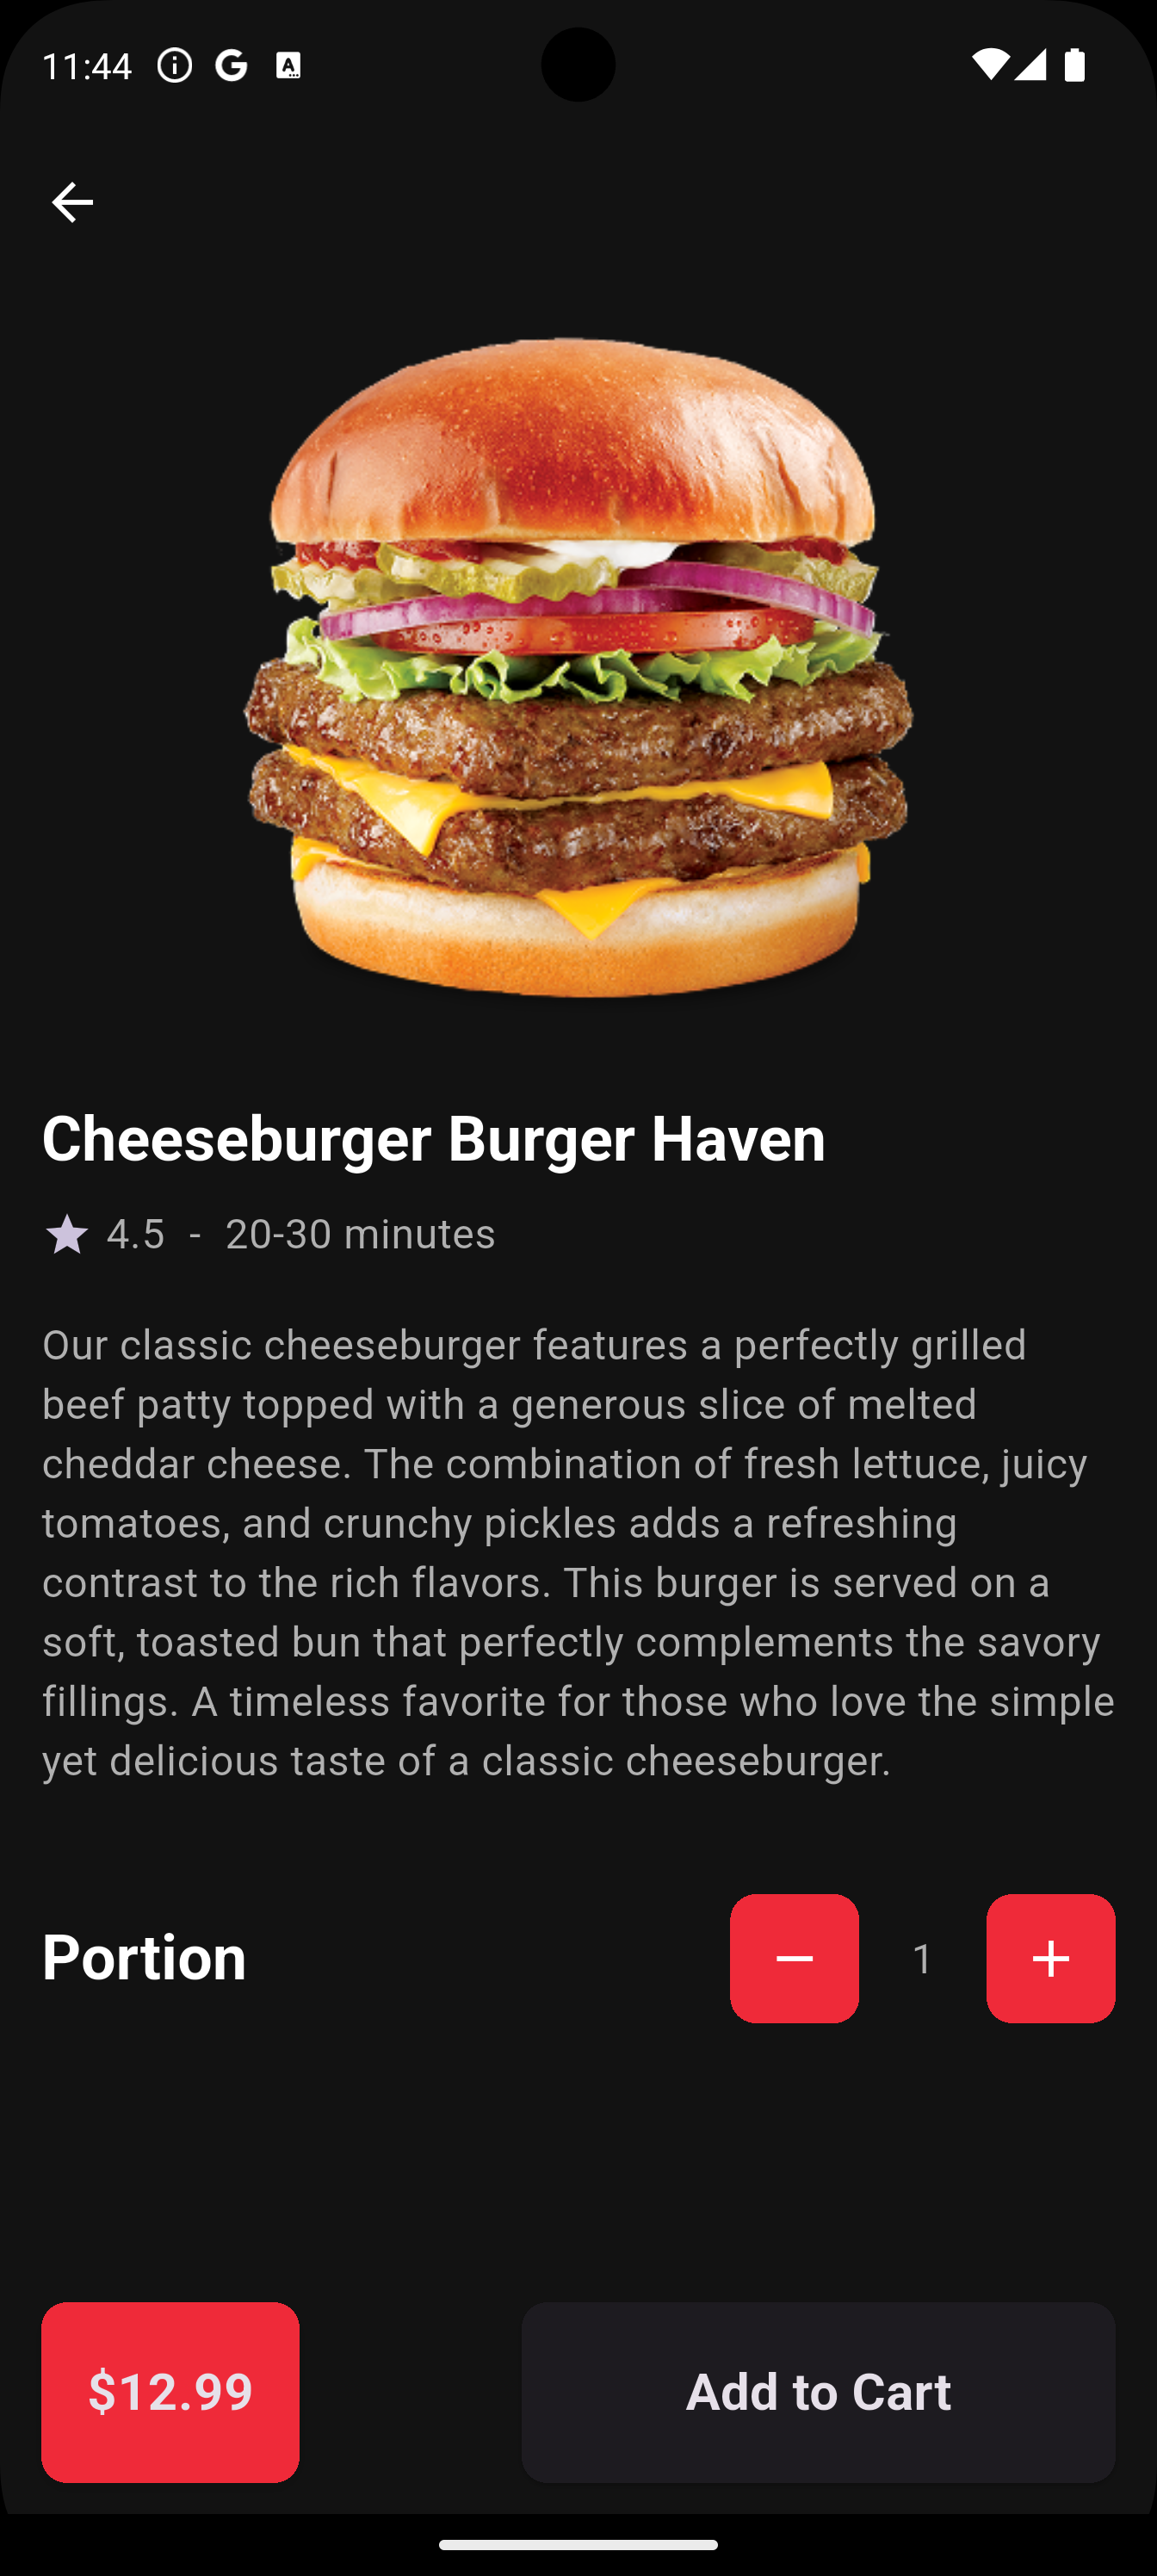 11:44
Cheeseburger Burger Haven
4.5 - 20-30 minutes
Our classic cheeseburger features a perfectly grilled
beef patty topped with a generous slice of melted
cheddar cheese. The combination of fresh lettuce, juicy
tomatoes, and crunchy pickles adds a refreshing
contrast to the rich flavors. This burger is served on a
soft, toasted bun that perfectly complements the savory
fillings. A timeless favorite for those who love the simple
yet delicious taste of a classic cheeseburger.
Portion
1
$12.99
Add to Cart